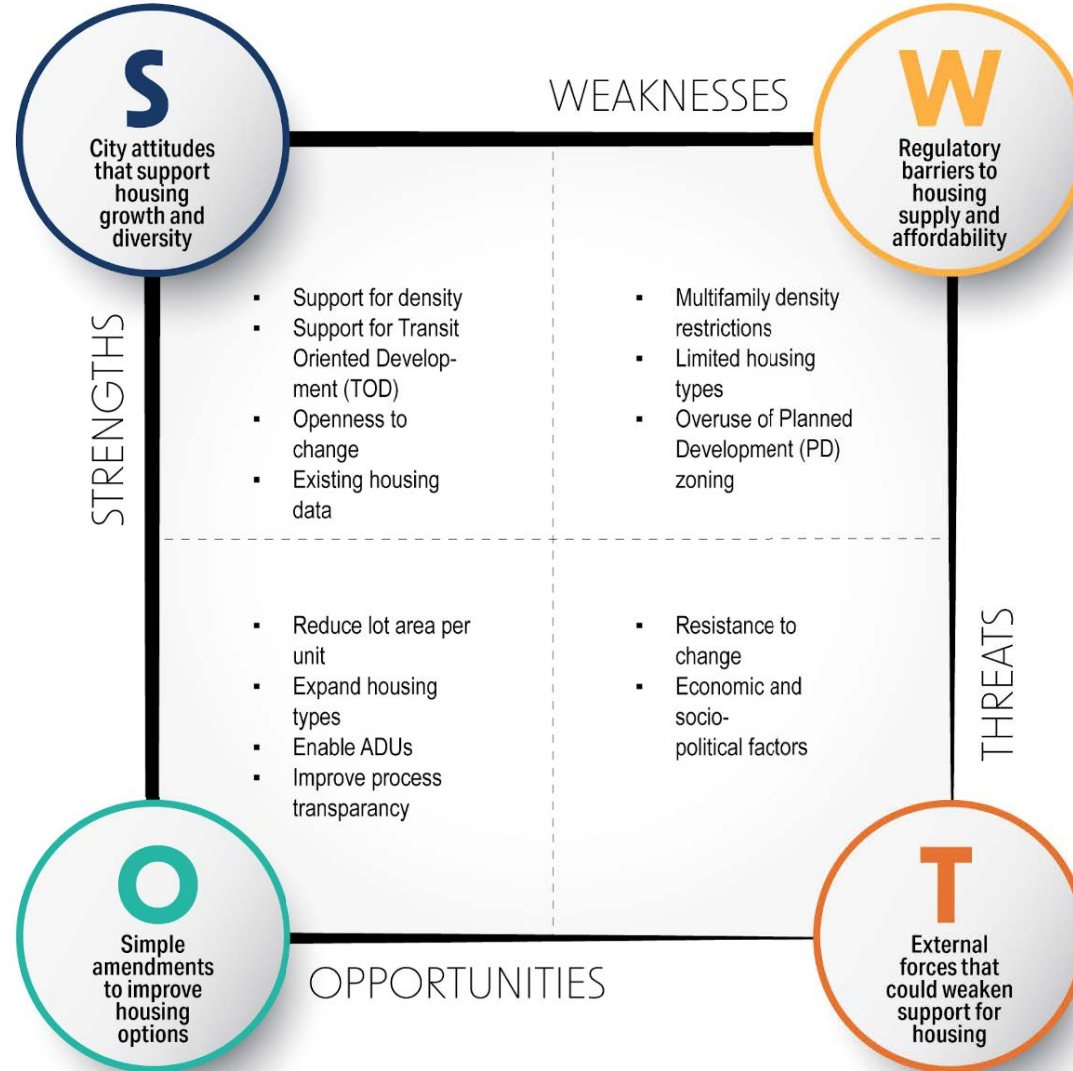 S
City attitudes
that support
housing
growth and
diversity
WEAKNESSES
W
Regulatory
barriers to
housing
supply and
affordability
STRENGTHS
▪ Support for density
▪ Support for Transit
Oriented Develop-
ment (TOD)
▪ Openness to
change
▪ Existing housing
data
▪ Multifamily density
restrictions
▪ Limited housing
types
▪ Overuse of Planned
Development (PD)
zoning
▪ Reduce lot area per
unit
▪ Expand housing
types
▪ Enable ADUs
▪ Improve process
transparancy
▪ Resistance to
change
▪ Economic and
socio-
political factors
THREATS
O
Simple
amendments
to improve
housing
options
OPPORTUNITIES
T
External
forces that
could weaken
support for
housing